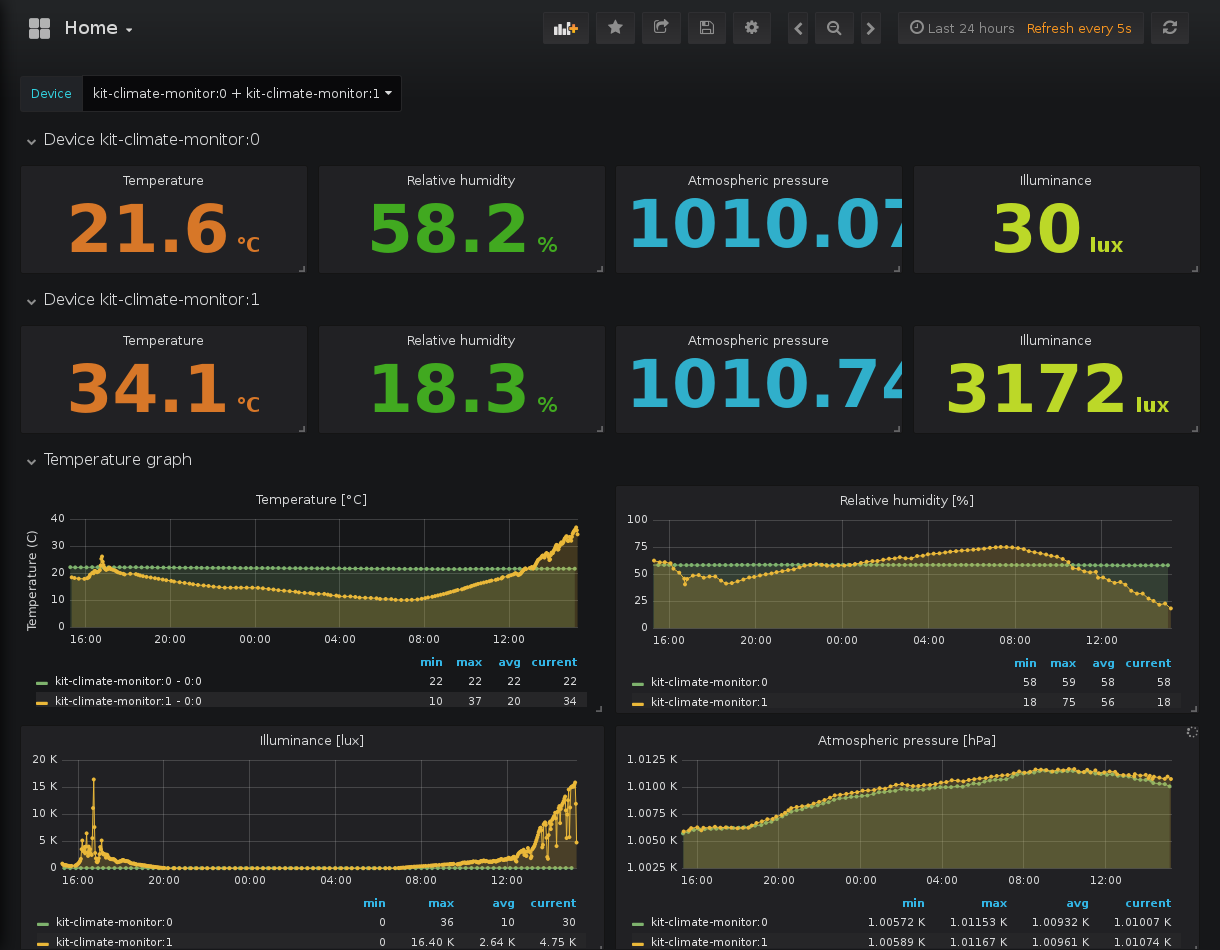 Home
Last 24 hours Refresh every 5s
Device kit-climate-monitor:0 + kit-climate-monitor:1
Device kit-climate-monitor:0
Temperature Relative humidity Atmospheric pressure Illuminance
21.6 °C 58.2 % 1010.07 30 lux
Device kit-climate-monitor:1
Temperature Relative humidity Atmospheric pressure Illuminance
34.1 °C 18.3 % 1010.74 3172 lux
Temperature graph
Temperature [°C]
Temperature (C)
40
30
20
10
0
16:00 20:00 00:00 04:00 08:00 12:00
min max avg current
kit-climate-monitor:0 - 0:0 22 22 22 22
kit-climate-monitor:1 - 0:0 10 37 20 34
Relative humidity [%]
100
75
50
25
0
16:00 20:00 00:00 04:00 08:00 12:00
min max avg current
kit-climate-monitor:0 58 59 58 58
kit-climate-monitor:1 18 75 56 18
Illuminance [lux]
20 K
15 K
10 K
5 K
0
16:00 20:00 00:00 04:00 08:00 12:00
min max avg current
kit-climate-monitor:0 0 36 10 30
kit-climate-monitor:1 0 16.40 K 2.64 K 4.75 K
Atmospheric pressure [hPa]
1.0125 K
1.0100 K
1.0075 K
1.0050 K
1.0025 K
16:00 20:00 00:00 04:00 08:00 12:00
min max avg current
kit-climate-monitor:0 1.00572 K 1.01153 K 1.00932 K 1.01007 K
kit-climate-monitor:1 1.00589 K 1.01167 K 1.00961 K 1.01074 K